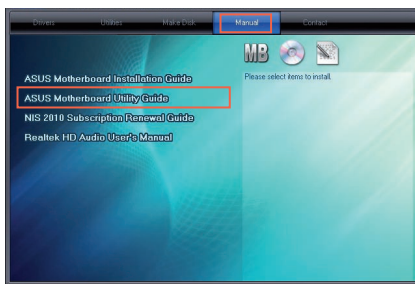 Drivers Utilities Make Disk Manual Contact
MB
Please select items to install.
ASUS Motherboard Installation Guide
ASUS Motherboard Utility Guide
NIS 2010 Subscription Renewal Guide
Realtek HD Audio User's Manual